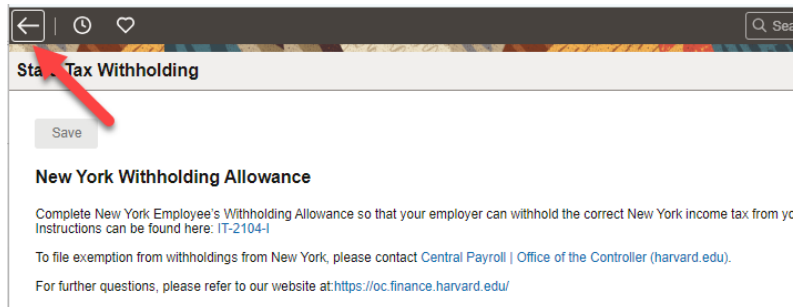 Sea
State Tax Withholding
Save
New York Withholding Allowance
Complete New York Employee's Withholding Allowance so that your employer can withhold the correct New York income tax from yo
Instructions can be found here: IT-2104-I
To file exemption from withholdings from New York, please contact Central Payroll | Office of the Controller (harvard.edu).
For further questions, please refer to our website at:https://oc.finance.harvard.edu/